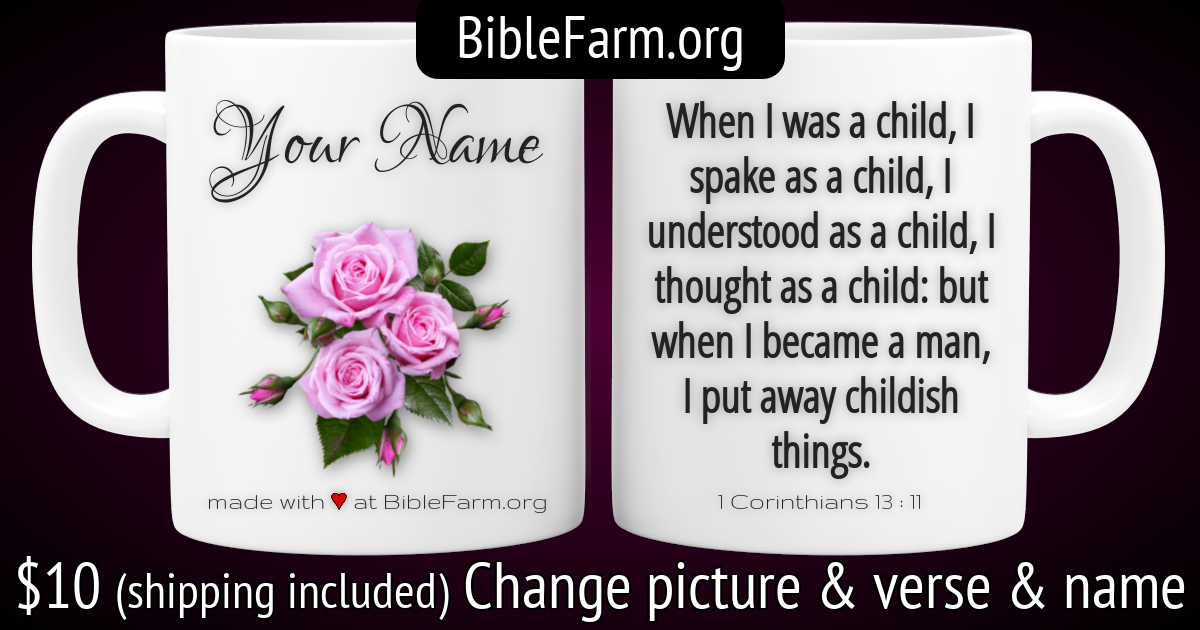 BibleFarm.org
Your Name
made with ♥ at BibleFarm.org
When I was a child, I
spake as a child, I
understood as a child, I
thought as a child: but
when I became a man,
I put away childish
things.
1 Corinthians 13 : 11
$10 (shipping included) Change picture & verse & name